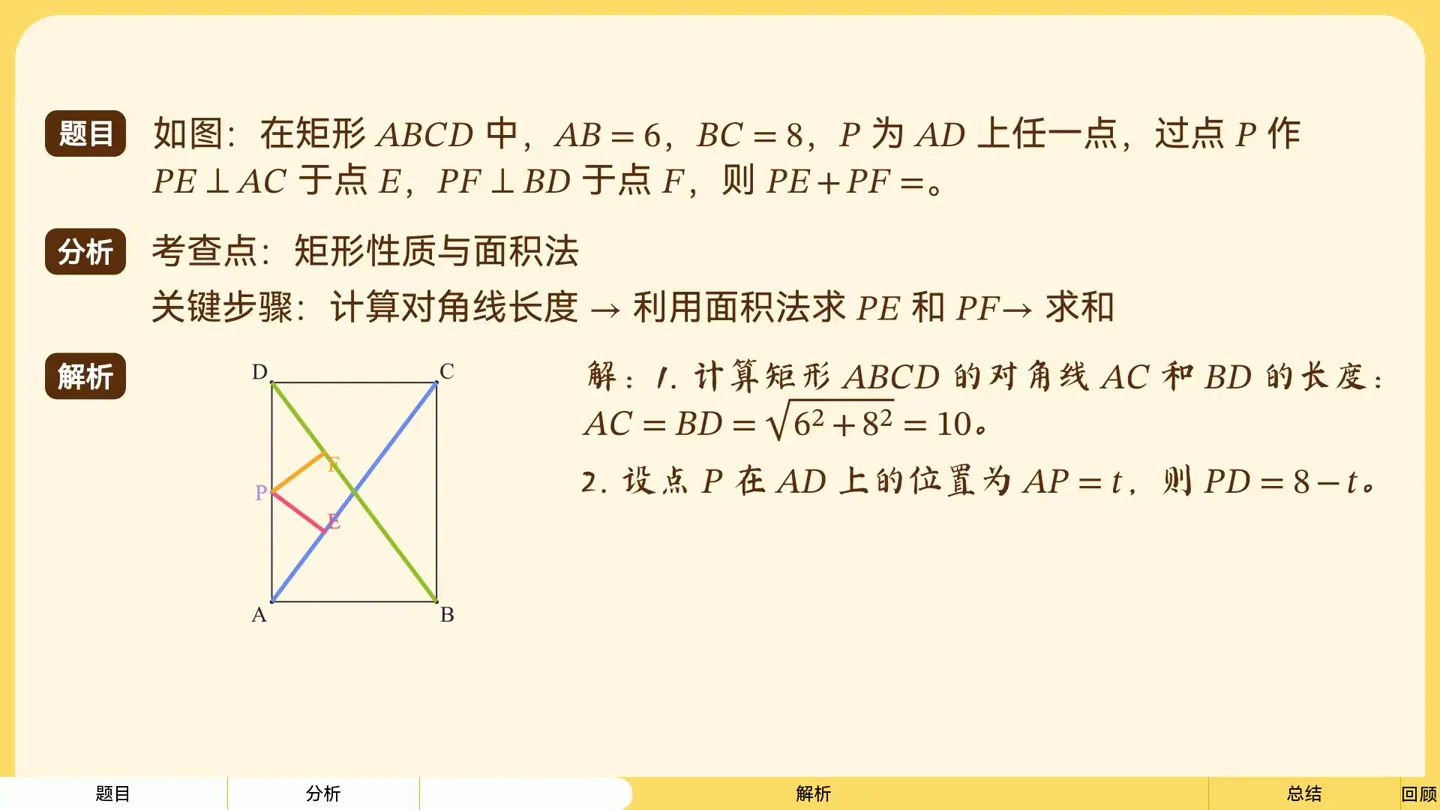 题目
如图：在矩形 ABCD 中，AB = 6，BC = 8，P 为 AD 上任一点，过点 P 作
PE ⊥ AC 于点 E，PF ⊥ BD 于点 F，则 PE + PF =。
分析
考查点：矩形性质与面积法
关键步骤：计算对角线长度 → 利用面积法求 PE 和 PF→ 求和
解析
D
C
F
P
E
A
B
解：1. 计算矩形 ABCD 的对角线 AC 和 BD 的长度：
AC = BD = √(6² + 8²) = 10。
2. 设点 P 在 AD 上的位置为 AP = t，则 PD = 8 − t。
题目
分析
解析
总结
回顾